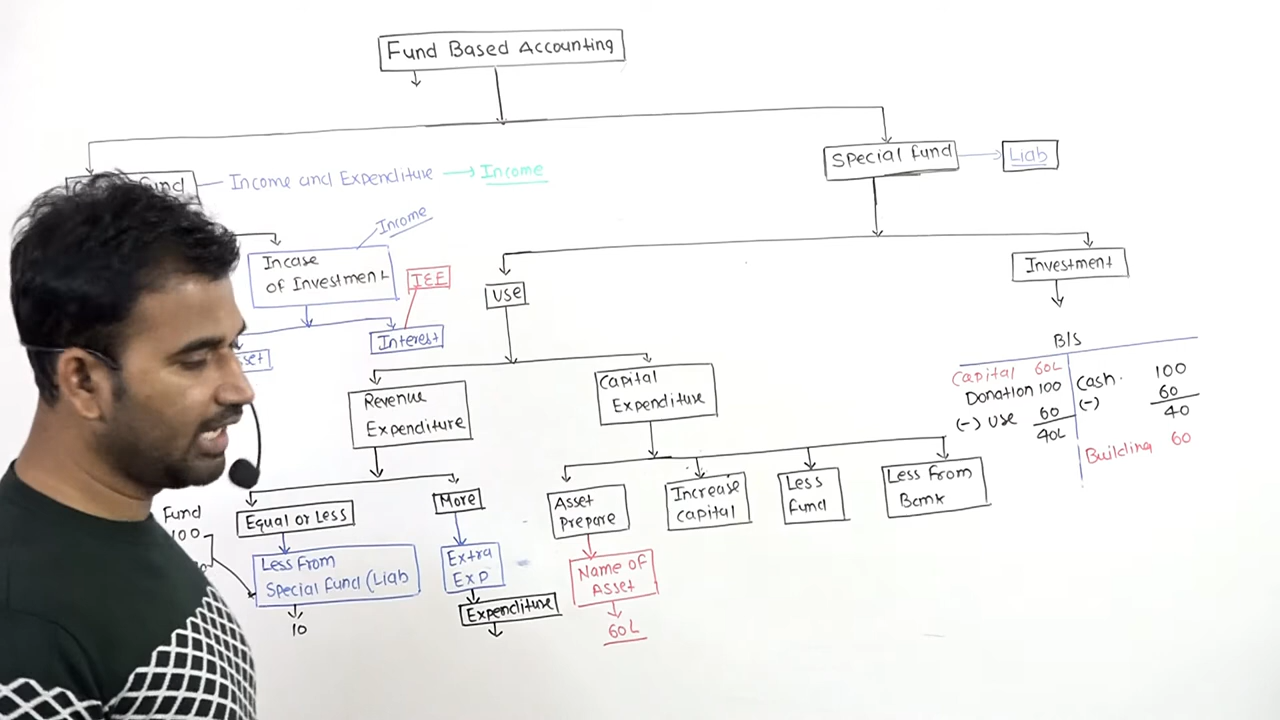 Fund Based Accounting
Fund
Income and Expenditure → Income
Special Fund
Liab
Income
Incase
of Investment
I&E
Interest
Use
Investment
Revenue
Expenditure
Capital
Expenditure
B/S
Capital 60L
Donation 100
(-) Use 60
40L
Cash. 100
(-) 60
40
Building 60
Equal or Less
More
Asset
Prepare
Increase
Capital
Less
Fund
Less From
Bank
Fund
100
Less From
Special Fund (Liab
10
Extra
Exp
Expenditure
Name of
Asset
60L